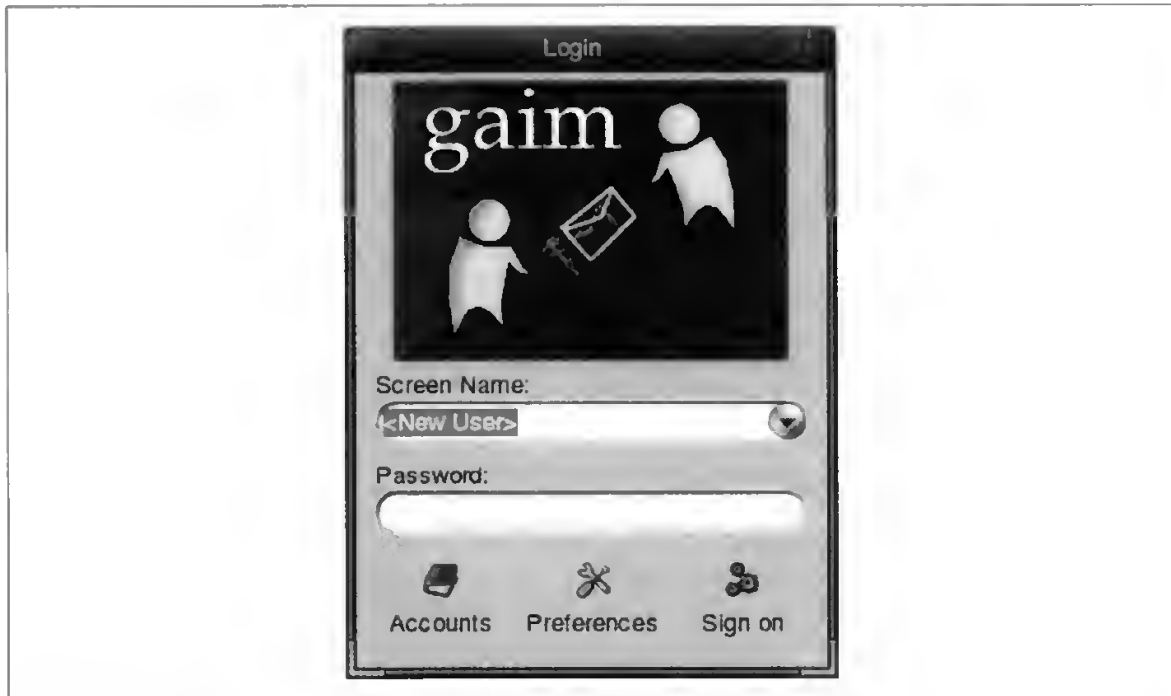 Login
gaim
Screen Name:
<New User>
Password:
Accounts Preferences Sign on